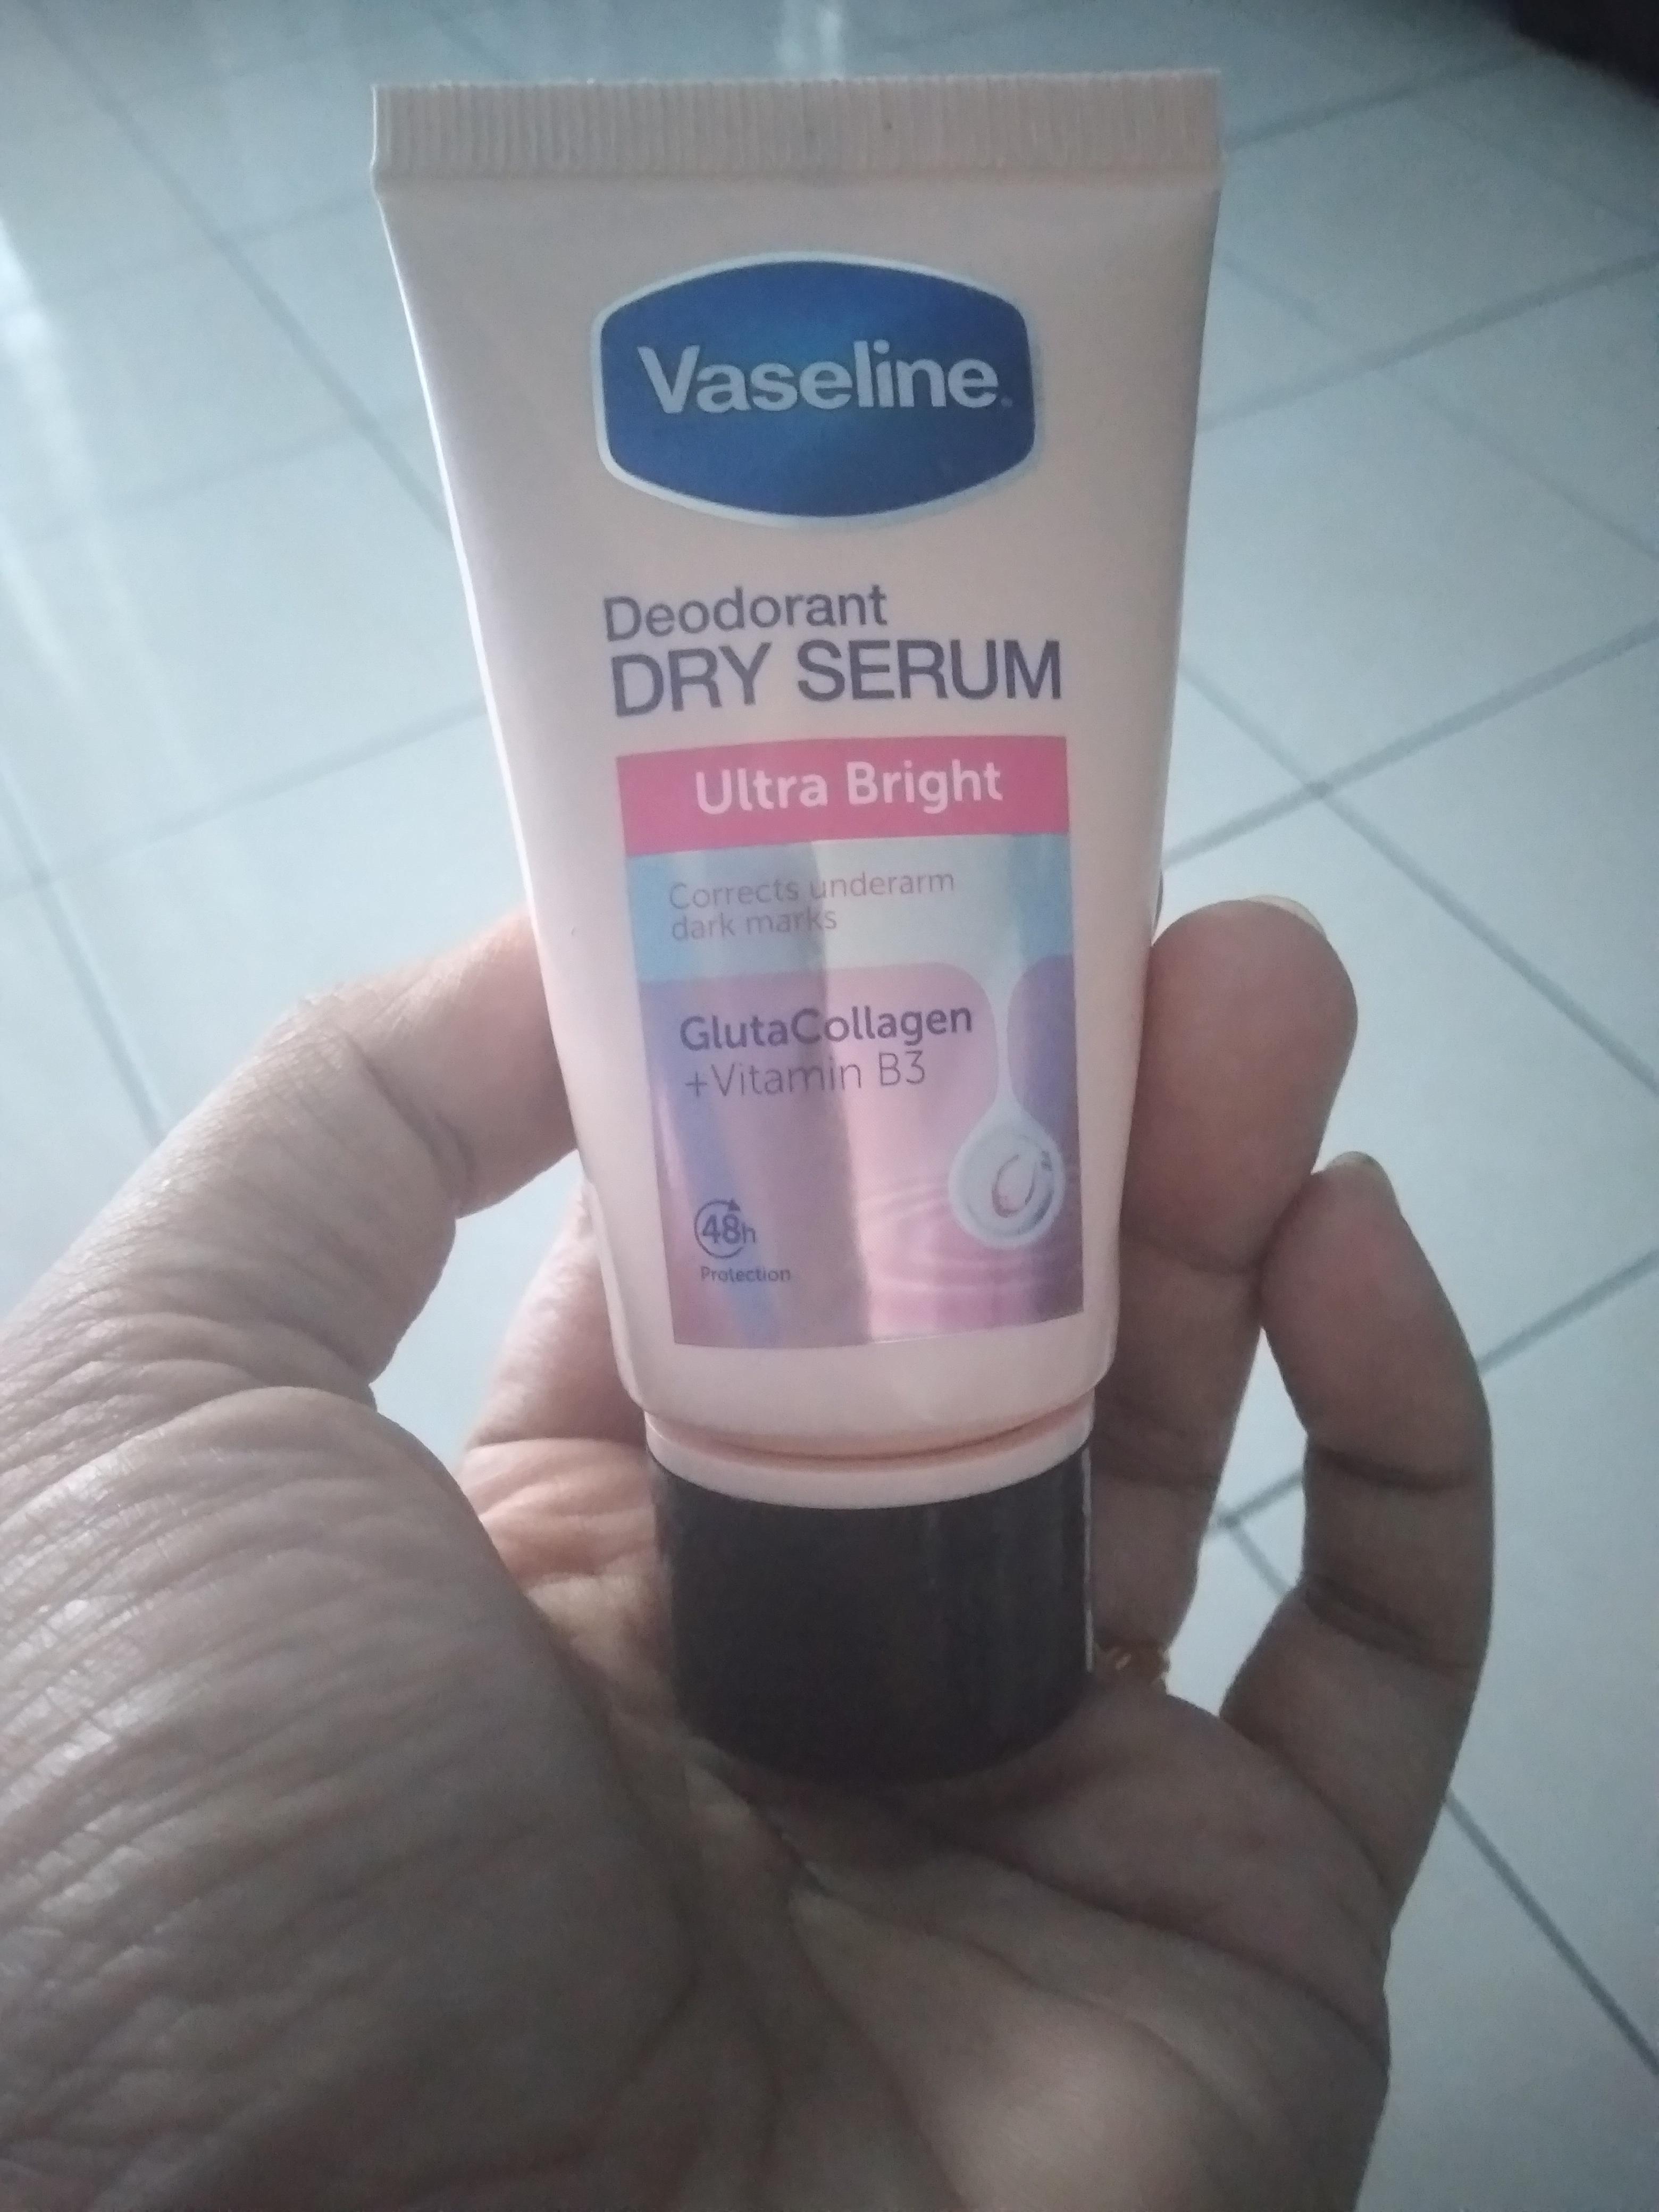 Vaseline
Deodorant
DRY SERUM
Ultra Bright
Corrects underarm
dark marks
GlutaCollagen
+Vitamin B3
48h
Protection